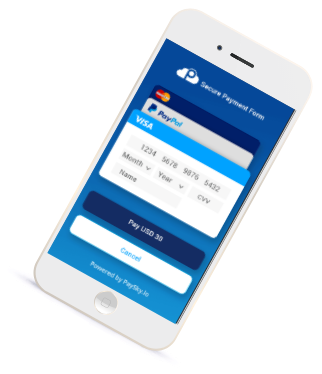 P
Secure Payment Form
PayPal
VISA
1234 5678 9876 5432
Month Year CVV
Name
Pay USD 30
Cancel
Powered by PaySky.io